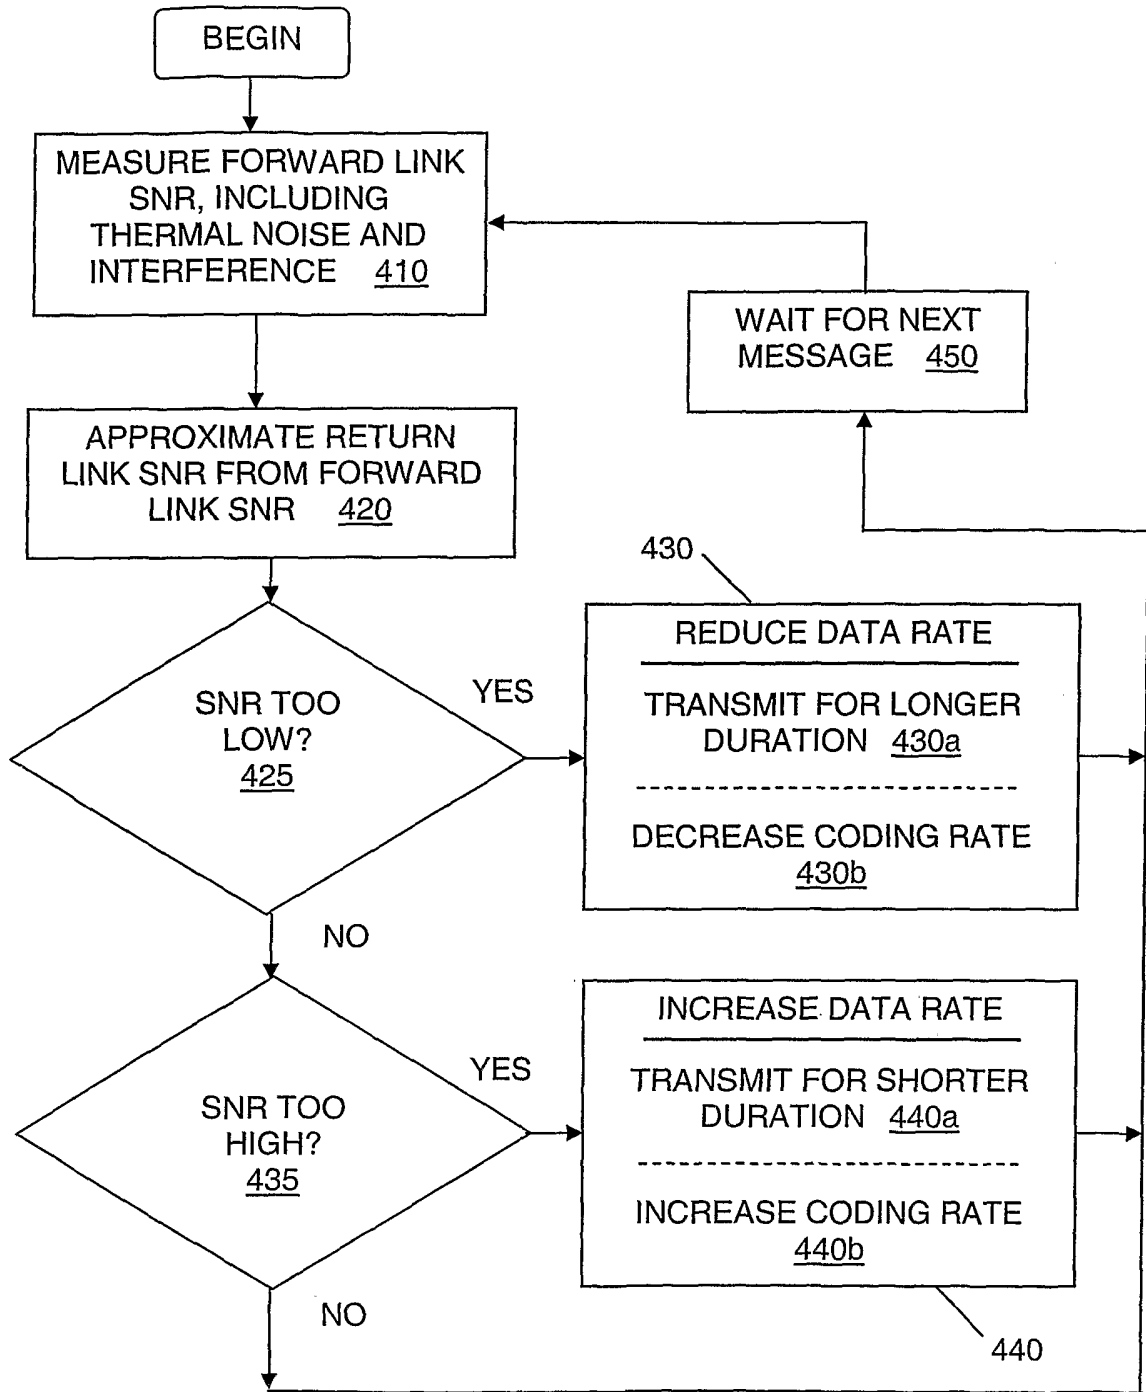 BEGIN
MEASURE FORWARD LINK
SNR, INCLUDING
THERMAL NOISE AND
INTERFERENCE 410
WAIT FOR NEXT
MESSAGE 450
APPROXIMATE RETURN
LINK SNR FROM FORWARD
LINK SNR 420
430
SNR TOO
LOW?
425
YES
REDUCE DATA RATE
TRANSMIT FOR LONGER
DURATION 430a
DECREASE CODING RATE
430b
NO
SNR TOO
HIGH?
435
YES
INCREASE DATA RATE
TRANSMIT FOR SHORTER
DURATION 440a
INCREASE CODING RATE
440b
NO
440